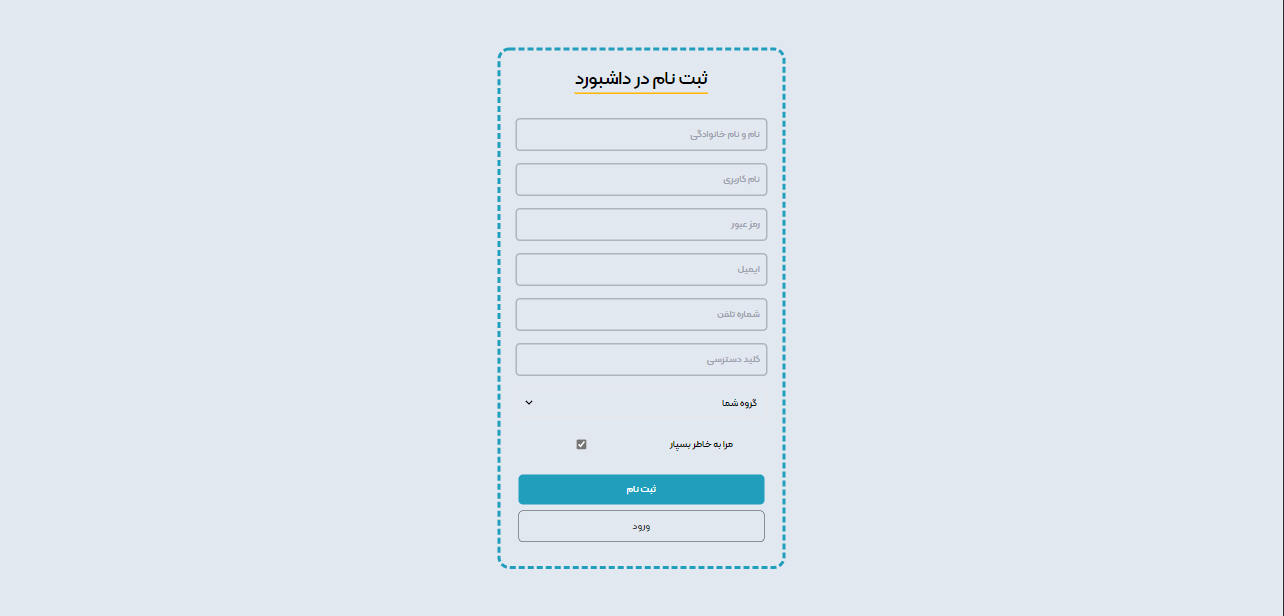 ثبت نام در داشبورد
نام و نام خانوادگی
نام کاربری
رمز عبور
ایمیل
شماره تلفن
کلید دسترسی
گروه شما
مرا به خاطر بسپار
ثبت نام
ورود